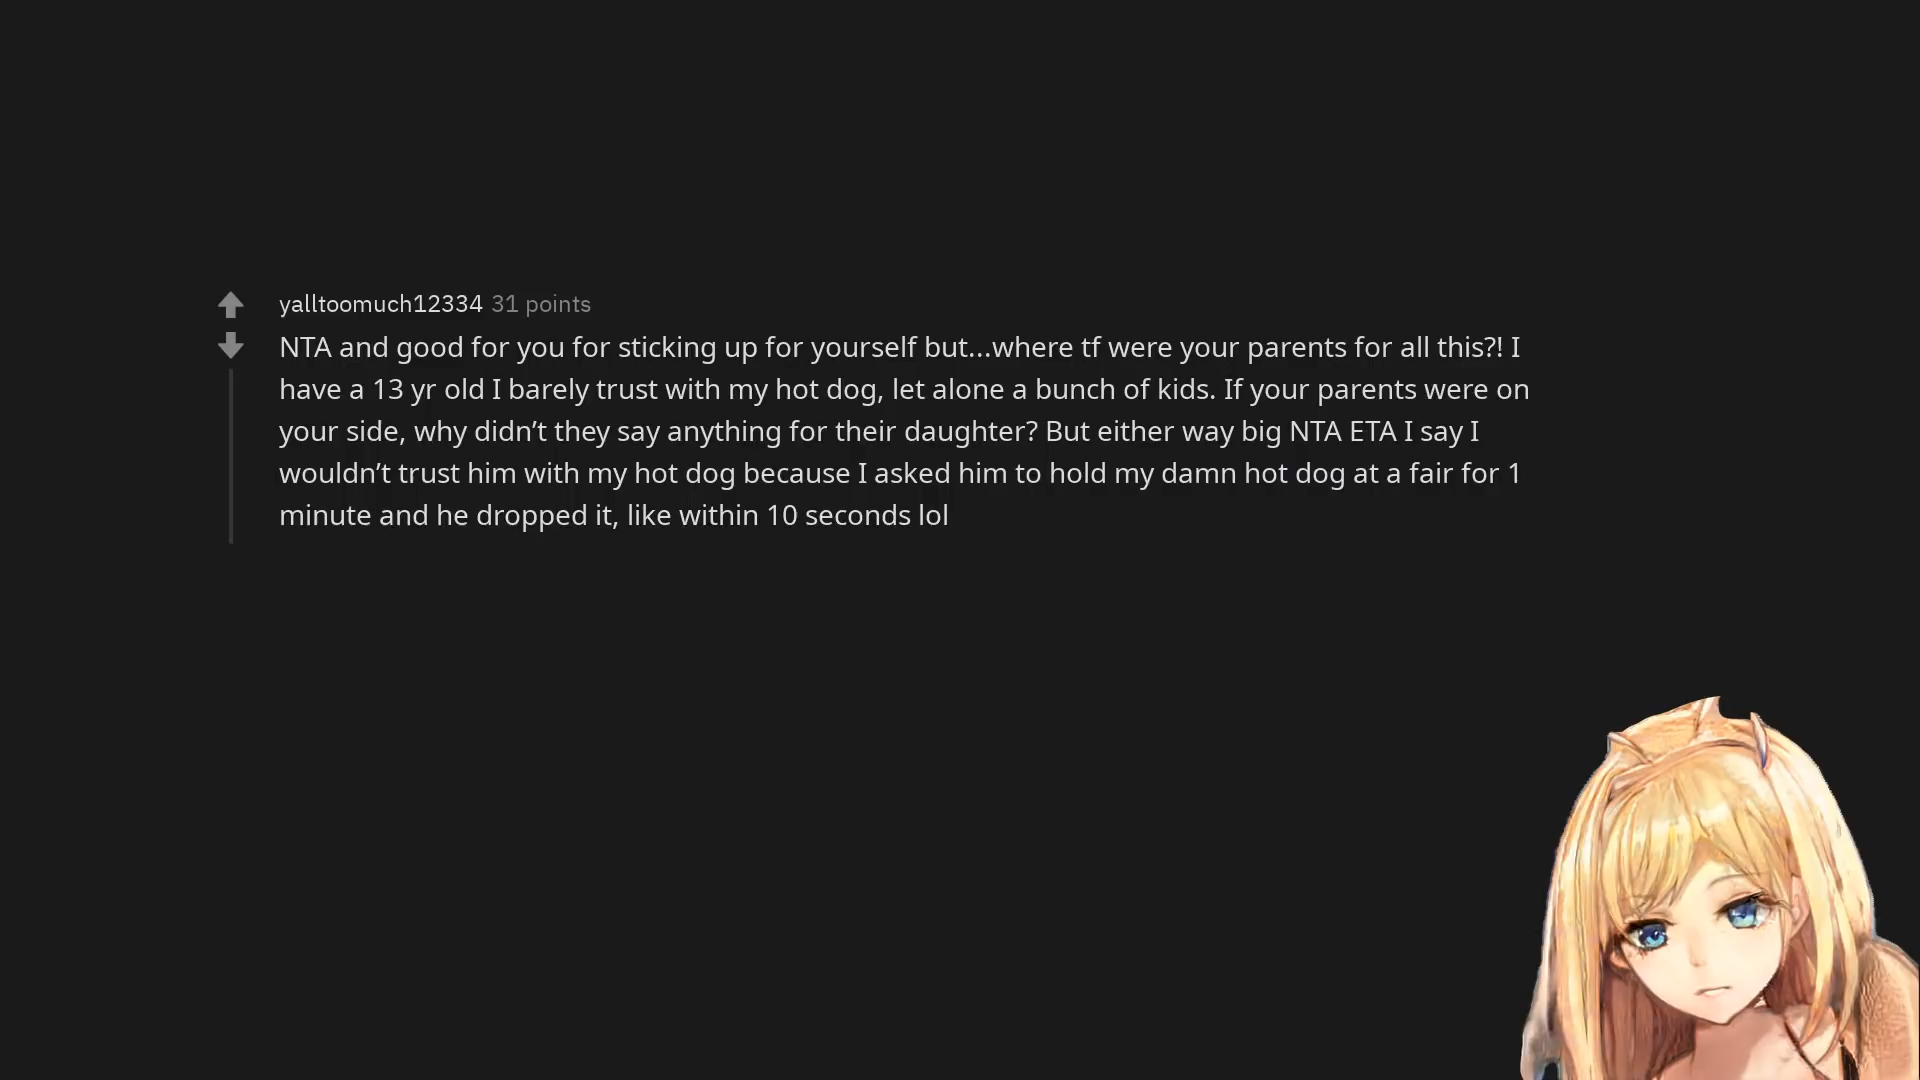 yalltoomuch12334 31 points
NTA and good for you for sticking up for yourself but...where tf were your parents for all this?! I
have a 13 yr old I barely trust with my hot dog, let alone a bunch of kids. If your parents were on
your side, why didn’t they say anything for their daughter? But either way big NTA ETA I say I
wouldn’t trust him with my hot dog because I asked him to hold my damn hot dog at a fair for 1
minute and he dropped it, like within 10 seconds lol